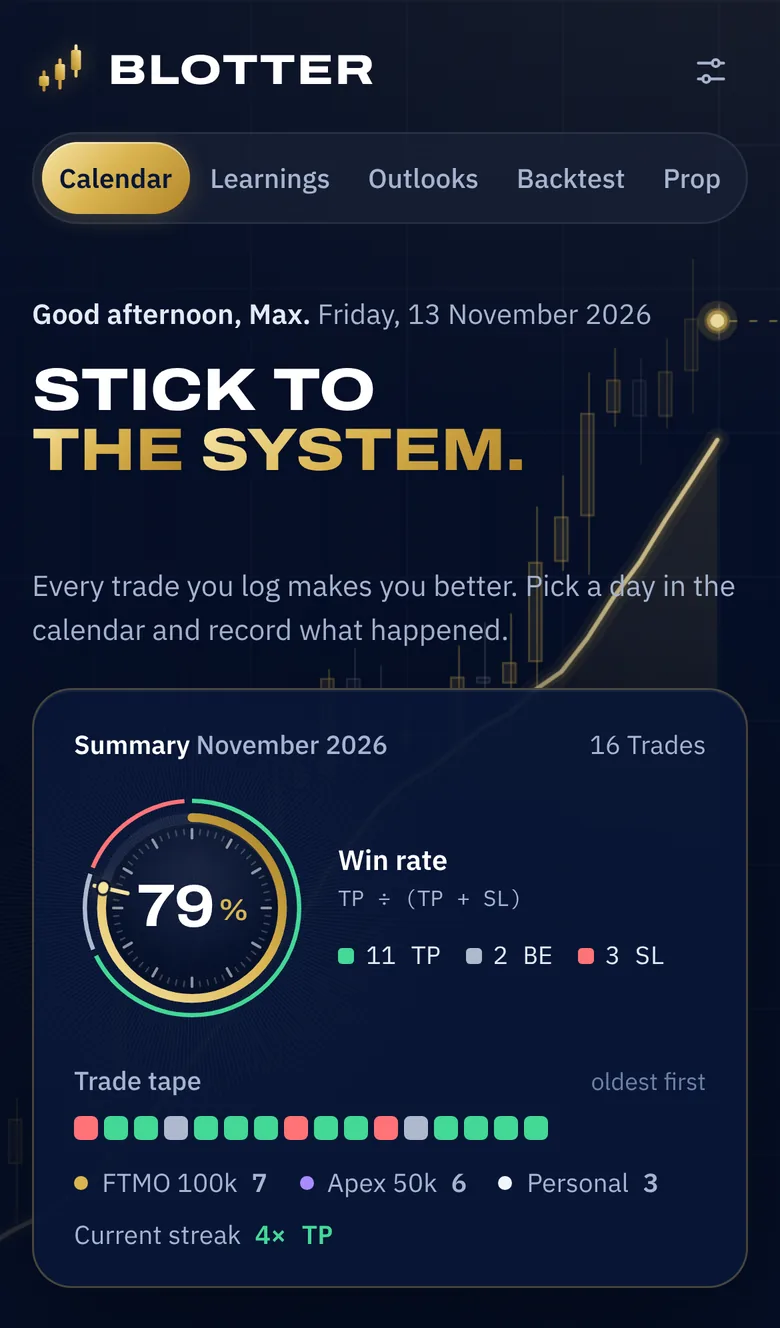 BLOTTER
Calendar Learnings Outlooks Backtest Prop
Good afternoon, Max. Friday, 13 November 2026
STICK TO
THE SYSTEM.
Every trade you log makes you better. Pick a day in the
calendar and record what happened.
Summary November 2026 16 Trades
79%
Win rate
TP ÷ (TP + SL)
11 TP 2 BE 3 SL
Trade tape oldest first
FTMO 100k 7 Apex 50k 6 Personal 3
Current streak 4× TP